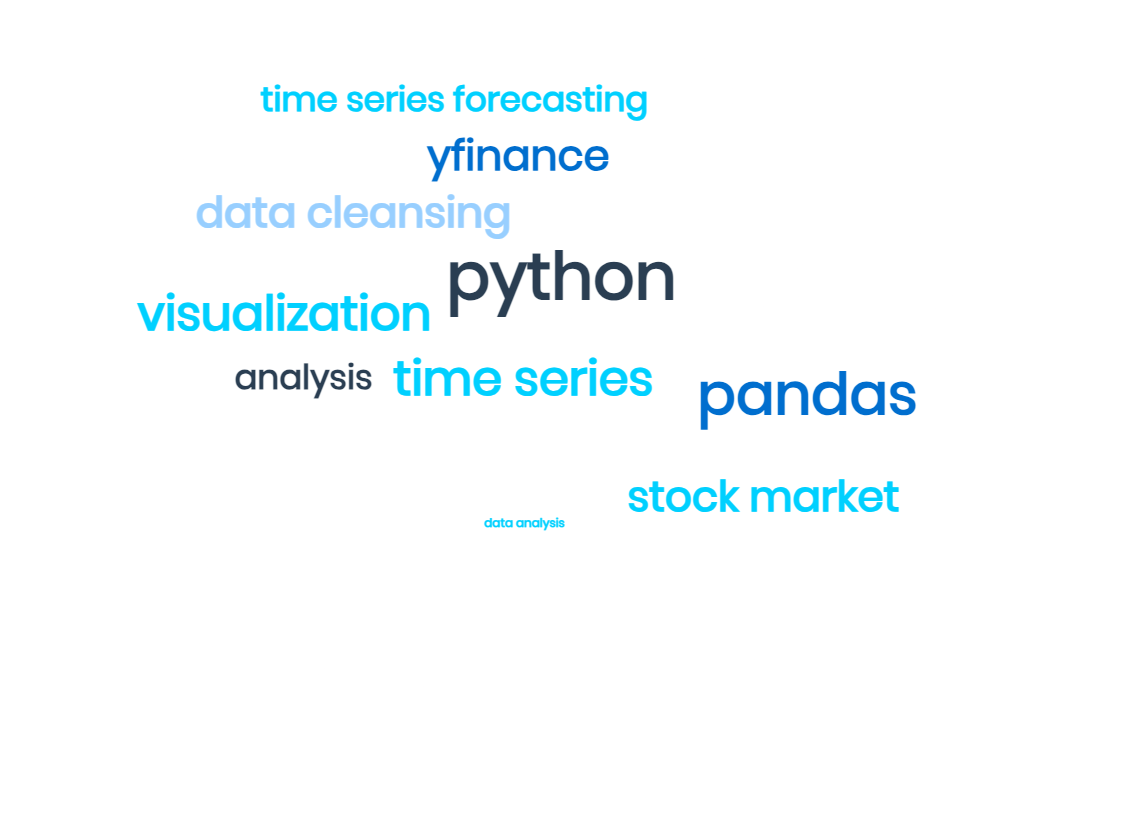 time series forecasting
yfinance
data cleansing
python
visualization
analysis
time series
pandas
stock market
data analysis